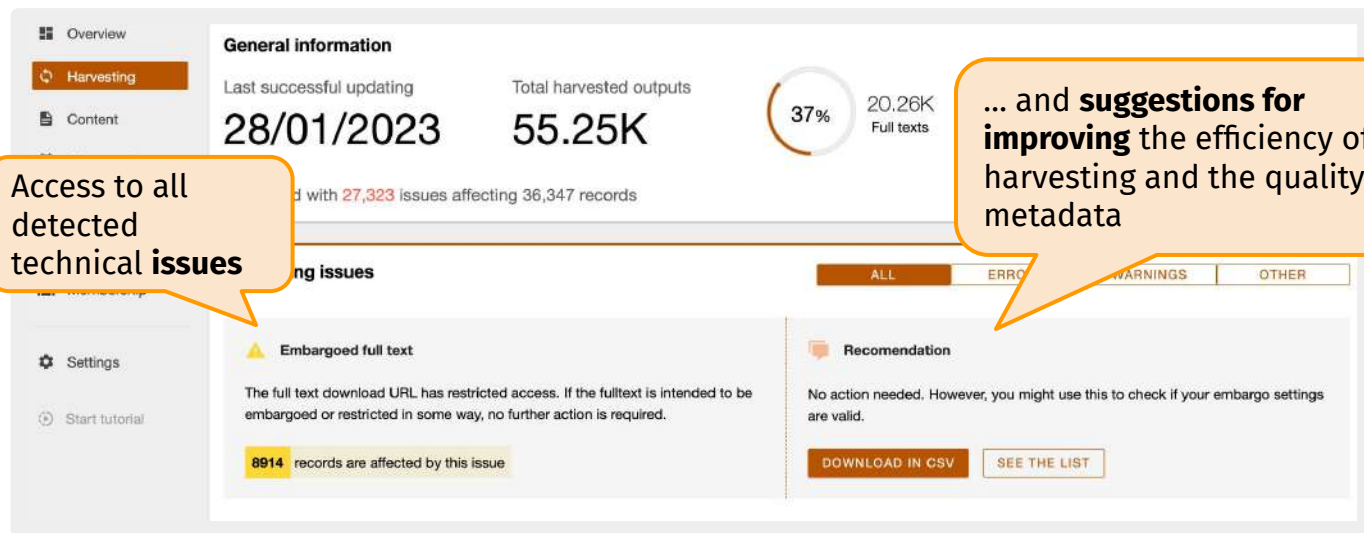 Overview
Harvesting
Content
General information
Last successful updating
28/01/2023
Total harvested outputs
55.25K
37%
20.26K
Full texts
... and suggestions for
improving the efficiency of
harvesting and the quality
metadata
Access to all
detected
technical issues
with 27,323 issues affecting 36,347 records
issues
ALL
WARNINGS
OTHER
Membership
Settings
Start tutorial
Embargoed full text
The full text download URL has restricted access. If the fulltext is intended to be
embargoed or restricted in some way, no further action is required.
8914 records are affected by this issue
Recomendation
No action needed. However, you might use this to check if your embargo settings
are valid.
DOWNLOAD IN CSV
SEE THE LIST